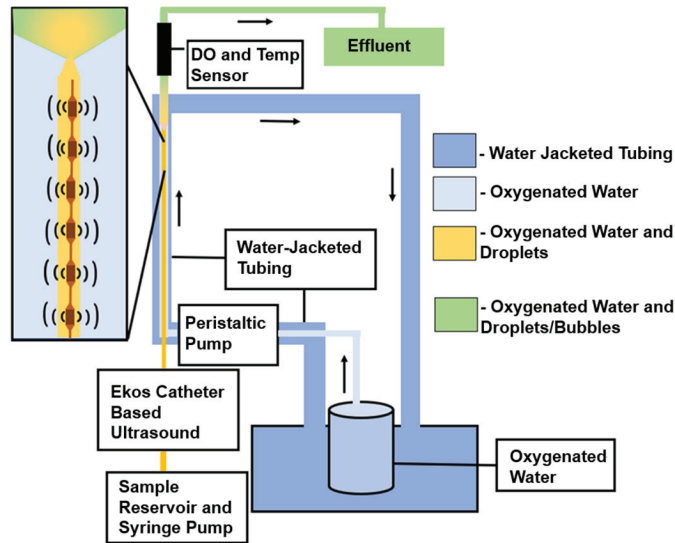 DO and Temp
Sensor
Effluent
- Water Jacketed Tubing
- Oxygenated Water
- Oxygenated Water and
Droplets
- Oxygenated Water and
Droplets/Bubbles
Water-Jacketed
Tubing
Peristaltic
Pump
Ekos Catheter
Based
Ultrasound
Sample
Reservoir and
Syringe Pump
Oxygenated
Water